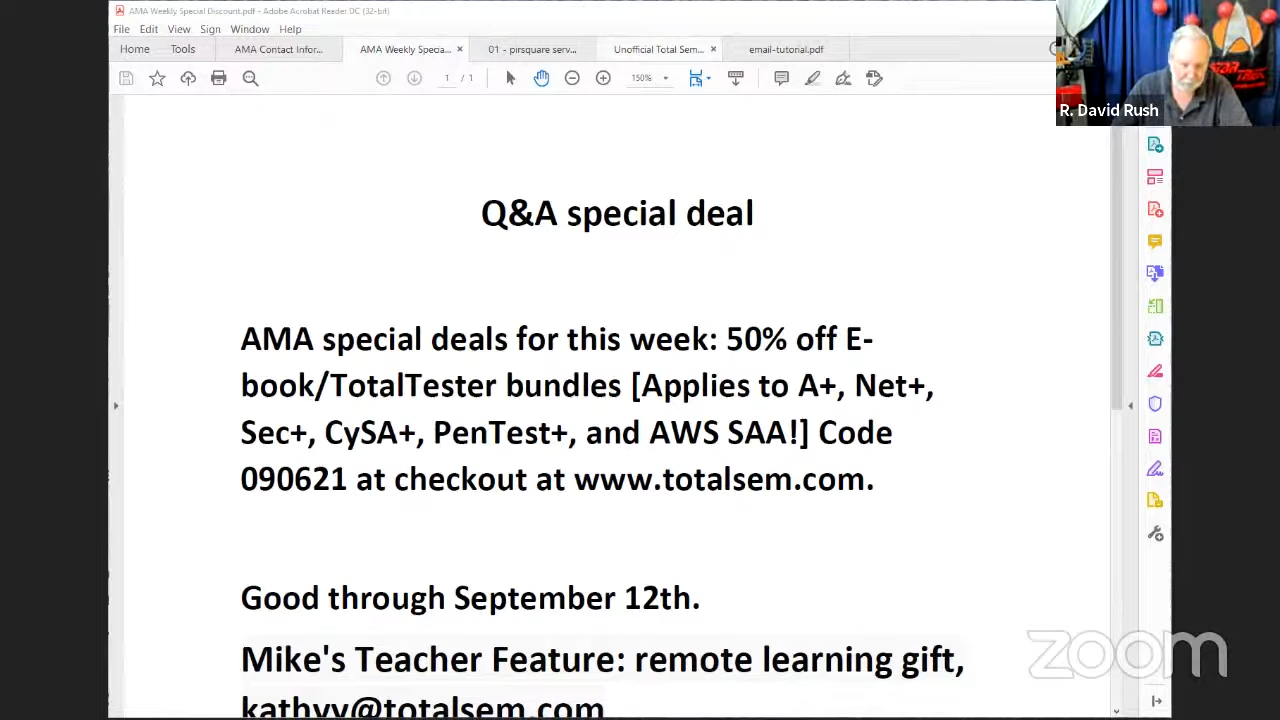 AMA Weekly Special Discount.pdf - Adobe Acrobat Reader DC (32-bit)
File Edit View Sign Window Help
Home Tools AMA Contact Infor... AMA Weekly Specia... × 01 - pirsquare serv... Unofficial Total Sem... × email-tutorial.pdf
1 / 1 150%
STAR TREK
R. David Rush
Q&A special deal
AMA special deals for this week: 50% off E-
book/TotalTester bundles [Applies to A+, Net+,
Sec+, CySA+, PenTest+, and AWS SAA!] Code
090621 at checkout at www.totalsem.com.
Good through September 12th.
Mike's Teacher Feature: remote learning gift,
kathyy@totalsem.com
zoom